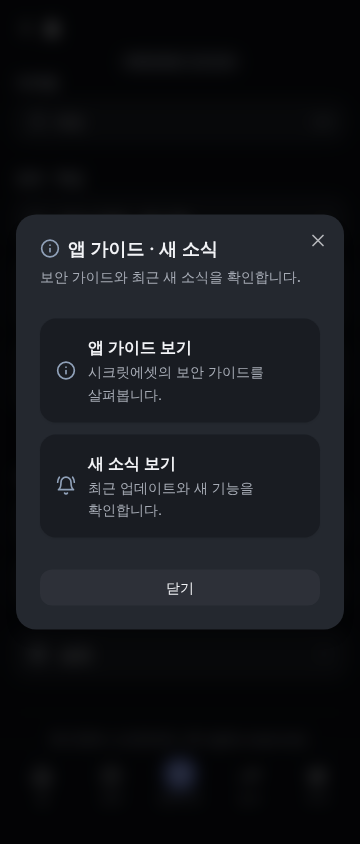 앱 가이드 · 새 소식
보안 가이드와 최근 새 소식을 확인합니다.
앱 가이드 보기
시크릿에셋의 보안 가이드를
살펴봅니다.
새 소식 보기
최근 업데이트와 새 기능을
확인합니다.
닫기